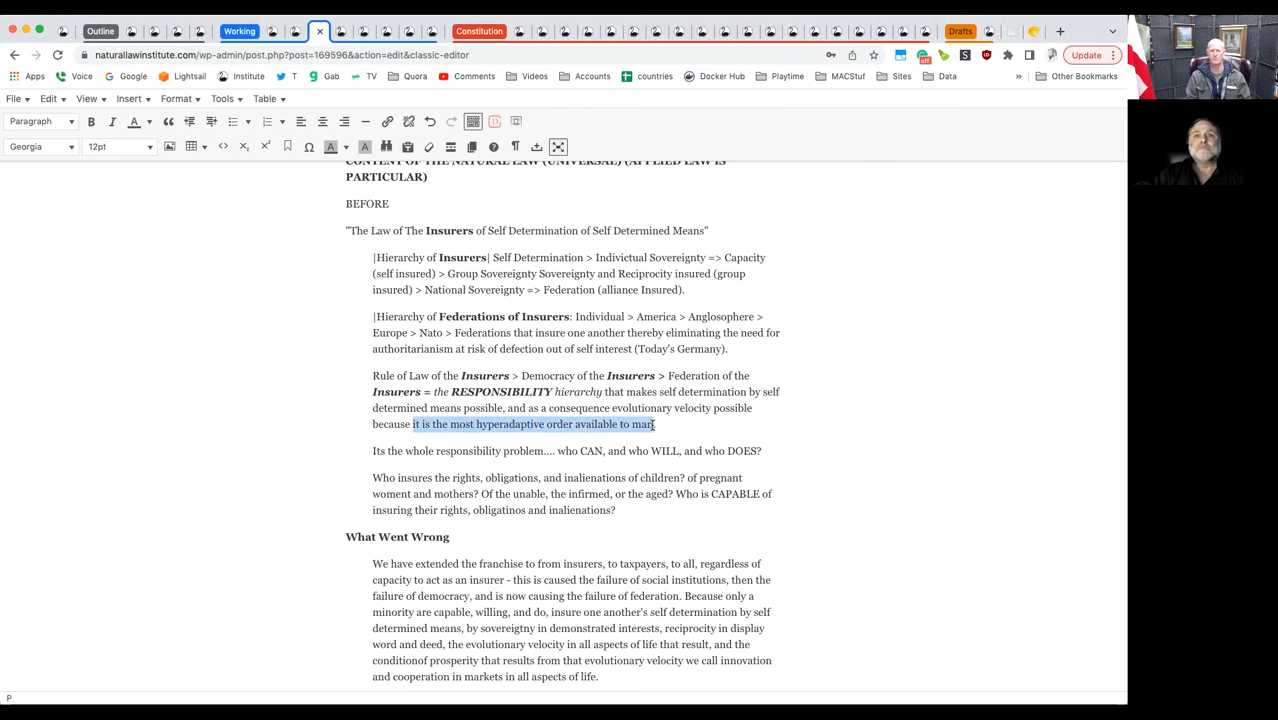 Outline
Working
Constitution
Drafts
naturallawinstitute.com/wp-admin/post.php?post=169596&action=edit&classic-editor
off
Update
Apps
Voice
Google
Lightsail
Institute
T
Gab
TV
Quora
Comments
Videos
Accounts
countries
Docker Hub
Playtime
MACStuf
Sites
Data
»
Other Bookmarks
File
Edit
View
Insert
Format
Tools
Table
Paragraph
B
I
A
Georgia
12pt
CONTENT OF THE NATURAL LAW (UNIVERSAL) (APPLIED LAW IS
PARTICULAR)
BEFORE
"The Law of The Insurers of Self Determination of Self Determined Means"
|Hierarchy of Insurers| Self Determination > Indivictual Sovereignty => Capacity
(self insured) > Group Sovereignty Sovereignty and Reciprocity insured (group
insured) > National Sovereignty => Federation (alliance Insured).
|Hierarchy of Federations of Insurers: Individual > America > Anglosphere >
Europe > Nato > Federations that insure one another thereby eliminating the need for
authoritarianism at risk of defection out of self interest (Today's Germany).
Rule of Law of the Insurers > Democracy of the Insurers > Federation of the
Insurers = the RESPONSIBILITY hierarchy that makes self determination by self
determined means possible, and as a consequence evolutionary velocity possible
because it is the most hyperadaptive order available to man
Its the whole responsibility problem.... who CAN, and who WILL, and who DOES?
Who insures the rights, obligations, and inalienations of children? of pregnant
woment and mothers? Of the unable, the infirmed, or the aged? Who is CAPABLE of
insuring their rights, obligatinos and inalienations?
What Went Wrong
We have extended the franchise to from insurers, to taxpayers, to all, regardless of
capacity to act as an insurer - this is caused the failure of social institutions, then the
failure of democracy, and is now causing the failure of federation. Because only a
minority are capable, willing, and do, insure one another's self determination by self
determined means, by sovereigtny in demonstrated interests, reciprocity in display
word and deed, the evolutionary velocity in all aspects of life that result, and the
conditionof prosperity that results from that evolutionary velocity we call innovation
and cooperation in markets in all aspects of life.
P